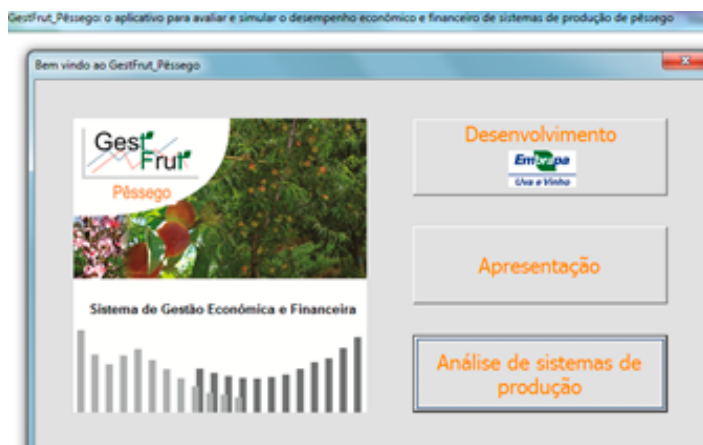 GestFrut_Pêssego: o aplicativo para avaliar e simular o desempenho econômico e financeiro de sistemas de produção de pêssego
Bem vindo ao GestFrut_Pêssego
Gest
Frut
Pêssego
Sistema de Gestão Econômica e Financeira
Desenvolvimento
Embrapa
Uva e Vinho
Apresentação
Análise de sistemas de
produção